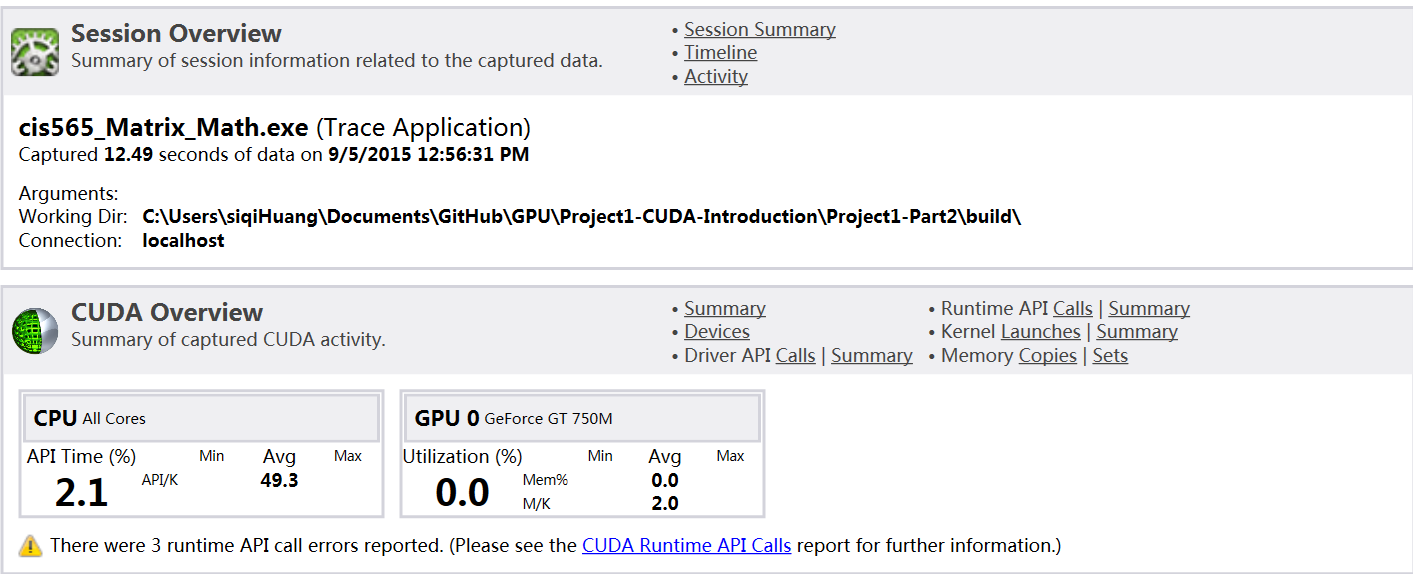 Session Overview
Summary of session information related to the captured data.
• Session Summary
• Timeline
• Activity
cis565_Matrix_Math.exe (Trace Application)
Captured 12.49 seconds of data on 9/5/2015 12:56:31 PM
Arguments:
Working Dir: C:\Users\siqiHuang\Documents\GitHub\GPU\Project1-CUDA-Introduction\Project1-Part2\build\
Connection: localhost
CUDA Overview
Summary of captured CUDA activity.
• Summary
• Devices
• Driver API Calls | Summary
• Runtime API Calls | Summary
• Kernel Launches | Summary
• Memory Copies | Sets
CPU All Cores
API Time (%) Min Avg Max
2.1 API/K 49.3
GPU 0 GeForce GT 750M
Utilization (%) Min Avg Max
0.0 Mem% 0.0
M/K 2.0
There were 3 runtime API call errors reported. (Please see the CUDA Runtime API Calls report for further information.)